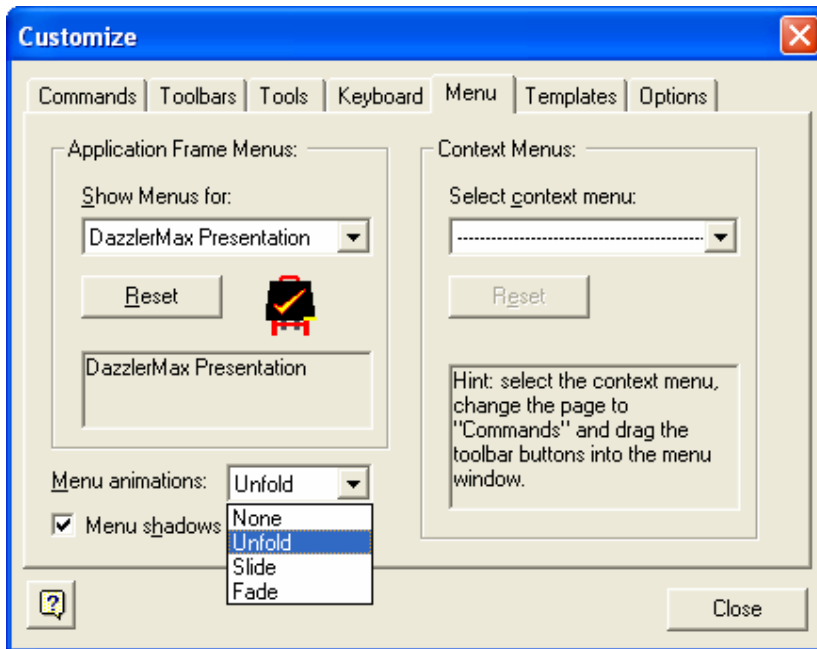 Customize
Commands Toolbars Tools Keyboard Menu Templates Options
Application Frame Menus:
Show Menus for:
DazzlerMax Presentation
Reset
DazzlerMax Presentation
Context Menus:
Select context menu:
---------------------------------------------
Reset
Hint: select the context menu,
change the page to
"Commands" and drag the
toolbar buttons into the menu
window.
Menu animations: Unfold
None
Unfold
Slide
Fade
Menu shadows
?
Close